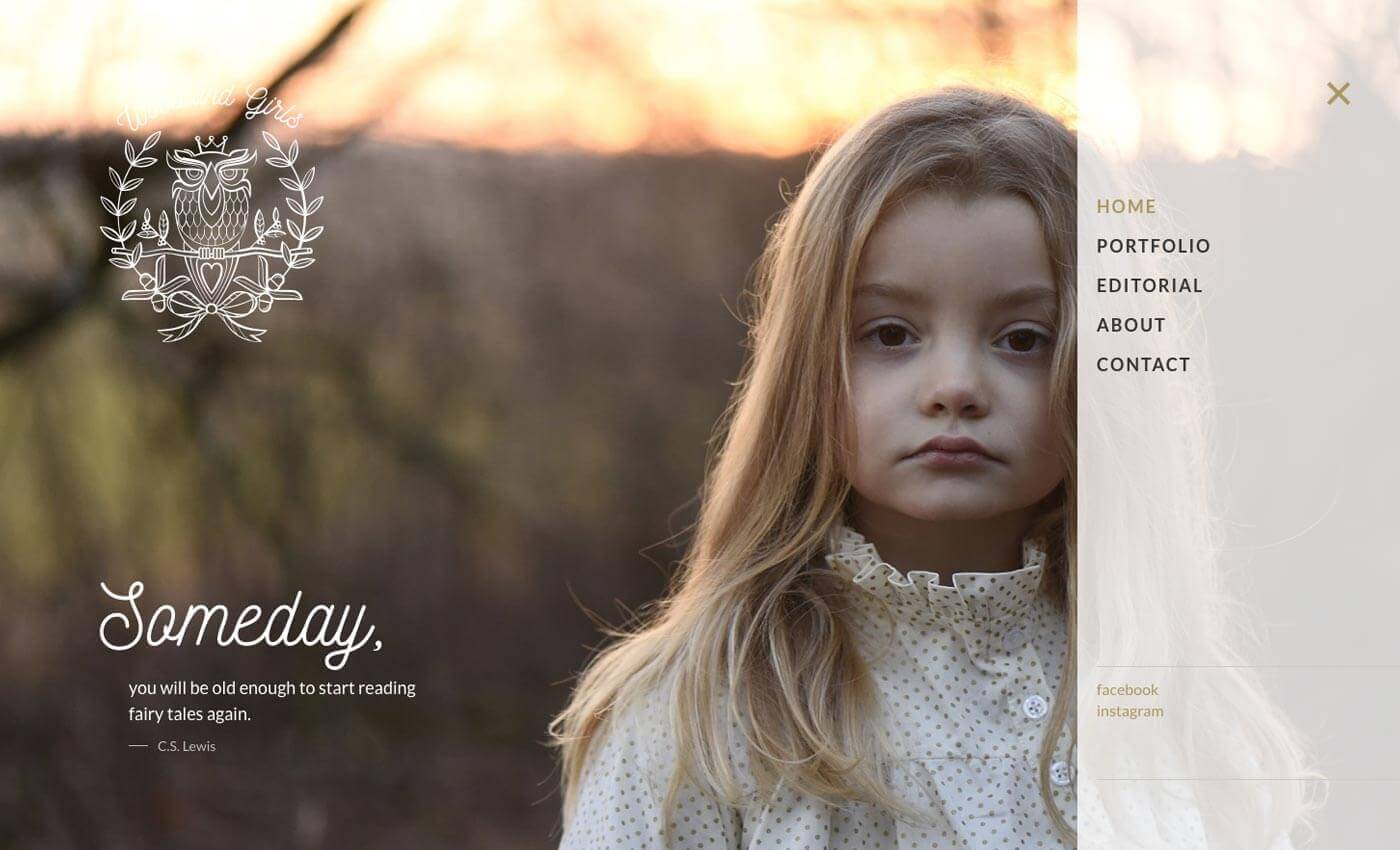 Woodland Girls
Someday,
you will be old enough to start reading
fairy tales again.
C.S. Lewis
HOME
PORTFOLIO
EDITORIAL
ABOUT
CONTACT
facebook
instagram